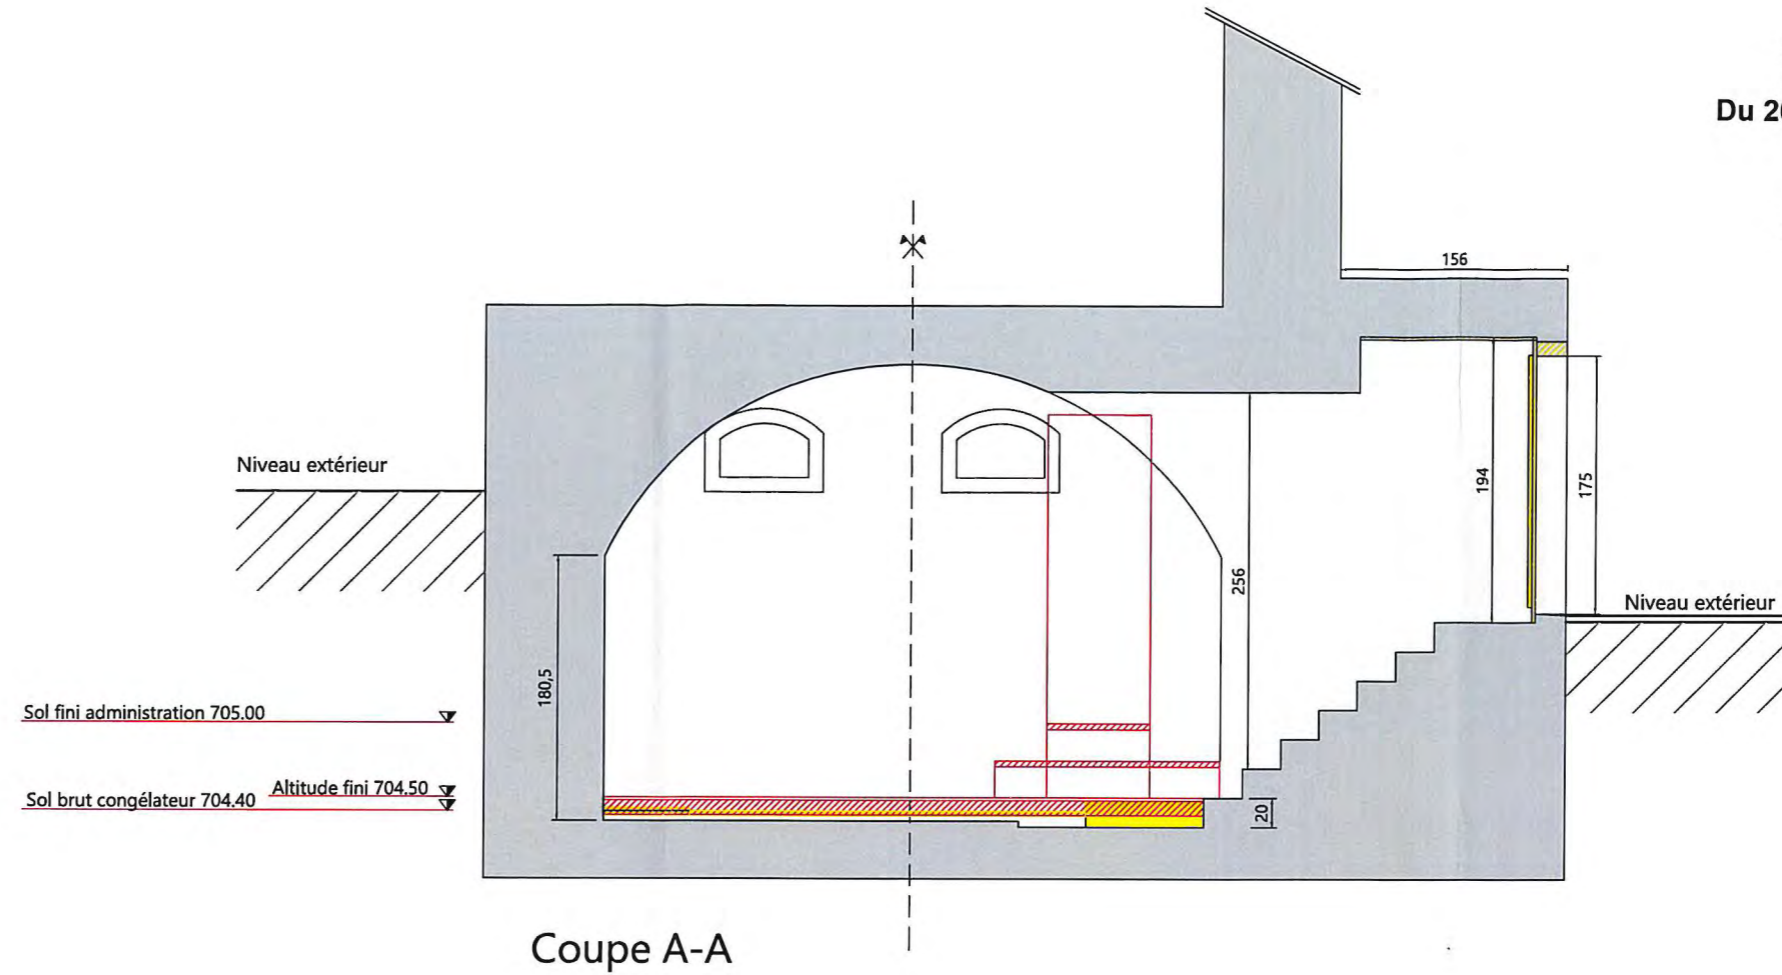 Du 20
156
Niveau extérieur
194
175
256
Niveau extérieur
180,5
Sol fini administration 705.00
Altitude fini 704.50
Sol brut congélateur 704.40
20
Coupe A-A